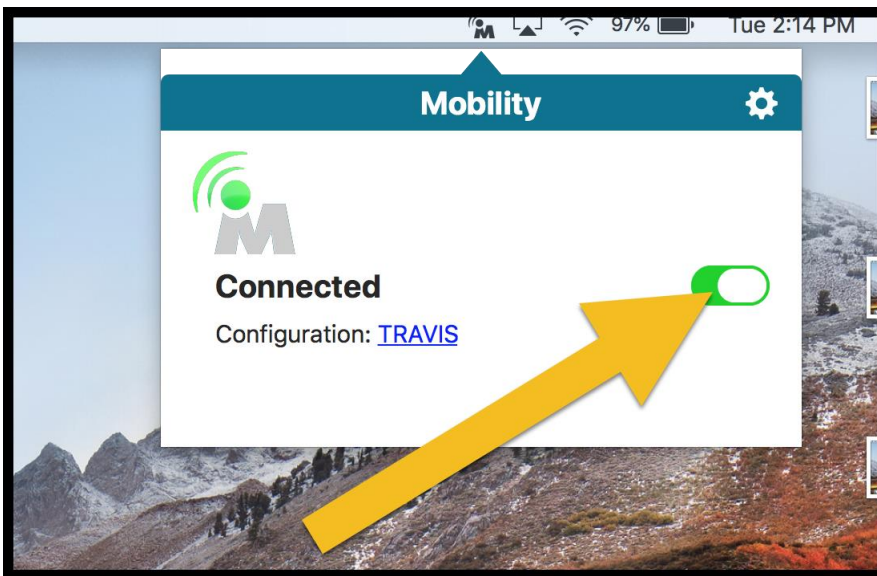 97% Tue 2:14 PM
Mobility
M
Connected
Configuration: TRAVIS